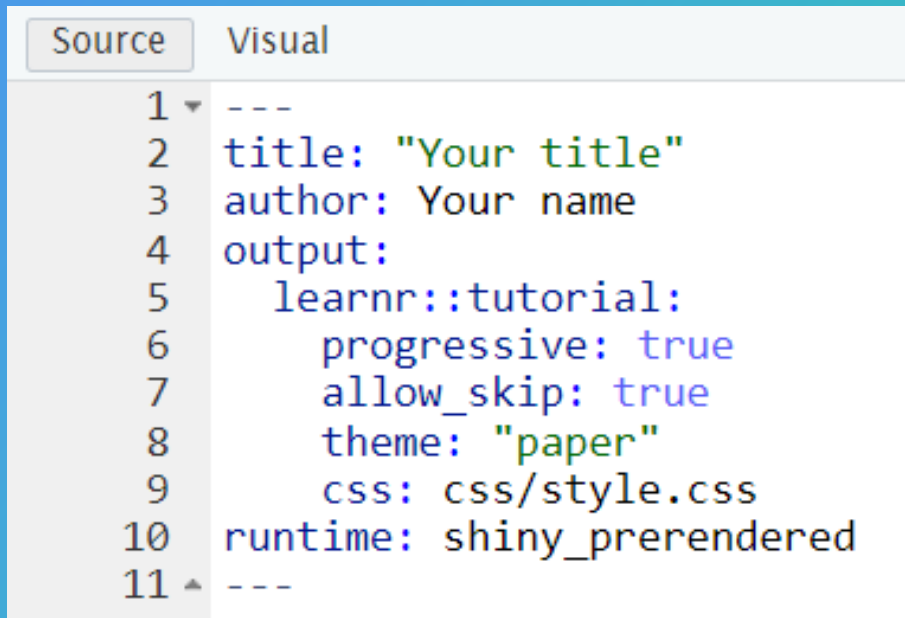 Source Visual
1 ---
2 title: "Your title"
3 author: Your name
4 output:
5   learnr::tutorial:
6     progressive: true
7     allow_skip: true
8     theme: "paper"
9     css: css/style.css
10 runtime: shiny_prerendered
11 ---